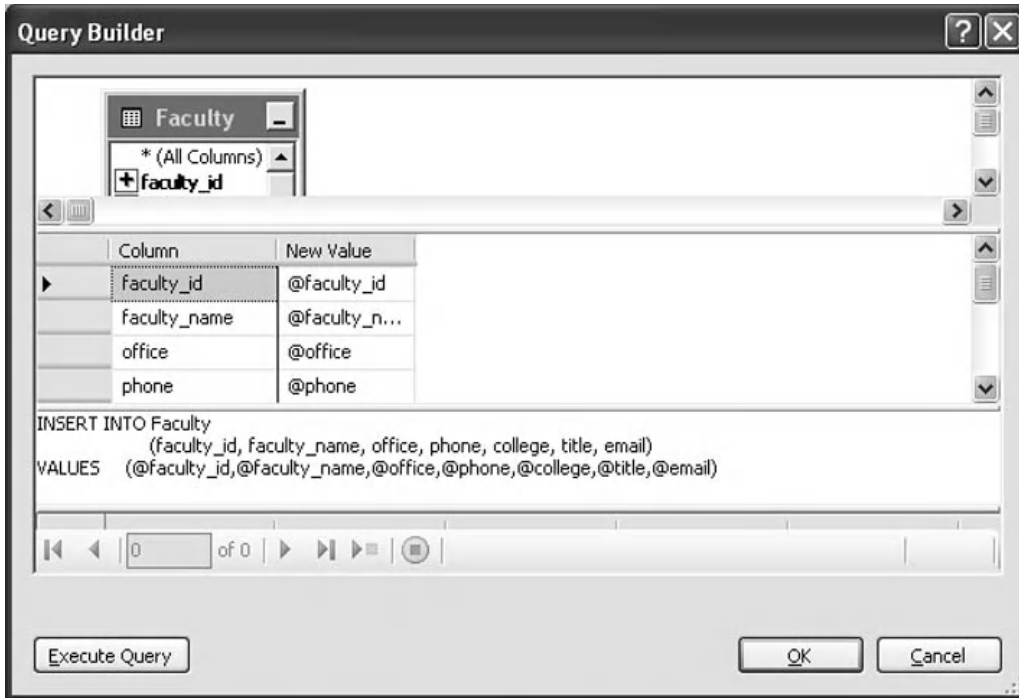 Query Builder
Faculty
* (All Columns)
faculty_id
Column New Value
faculty_id @faculty_id
faculty_name @faculty_n...
office @office
phone @phone
INSERT INTO Faculty
(faculty_id, faculty_name, office, phone, college, title, email)
VALUES (@faculty_id,@faculty_name,@office,@phone,@college,@title,@email)
0 of 0
Execute Query OK Cancel